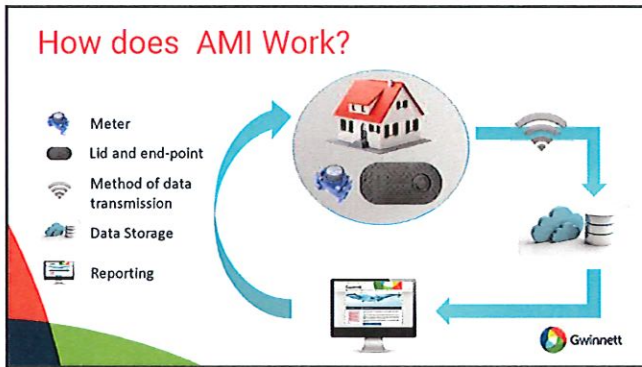 How does AMI Work?
Meter
Lid and end-point
Method of data
transmission
Data Storage
Reporting
Gwinnett